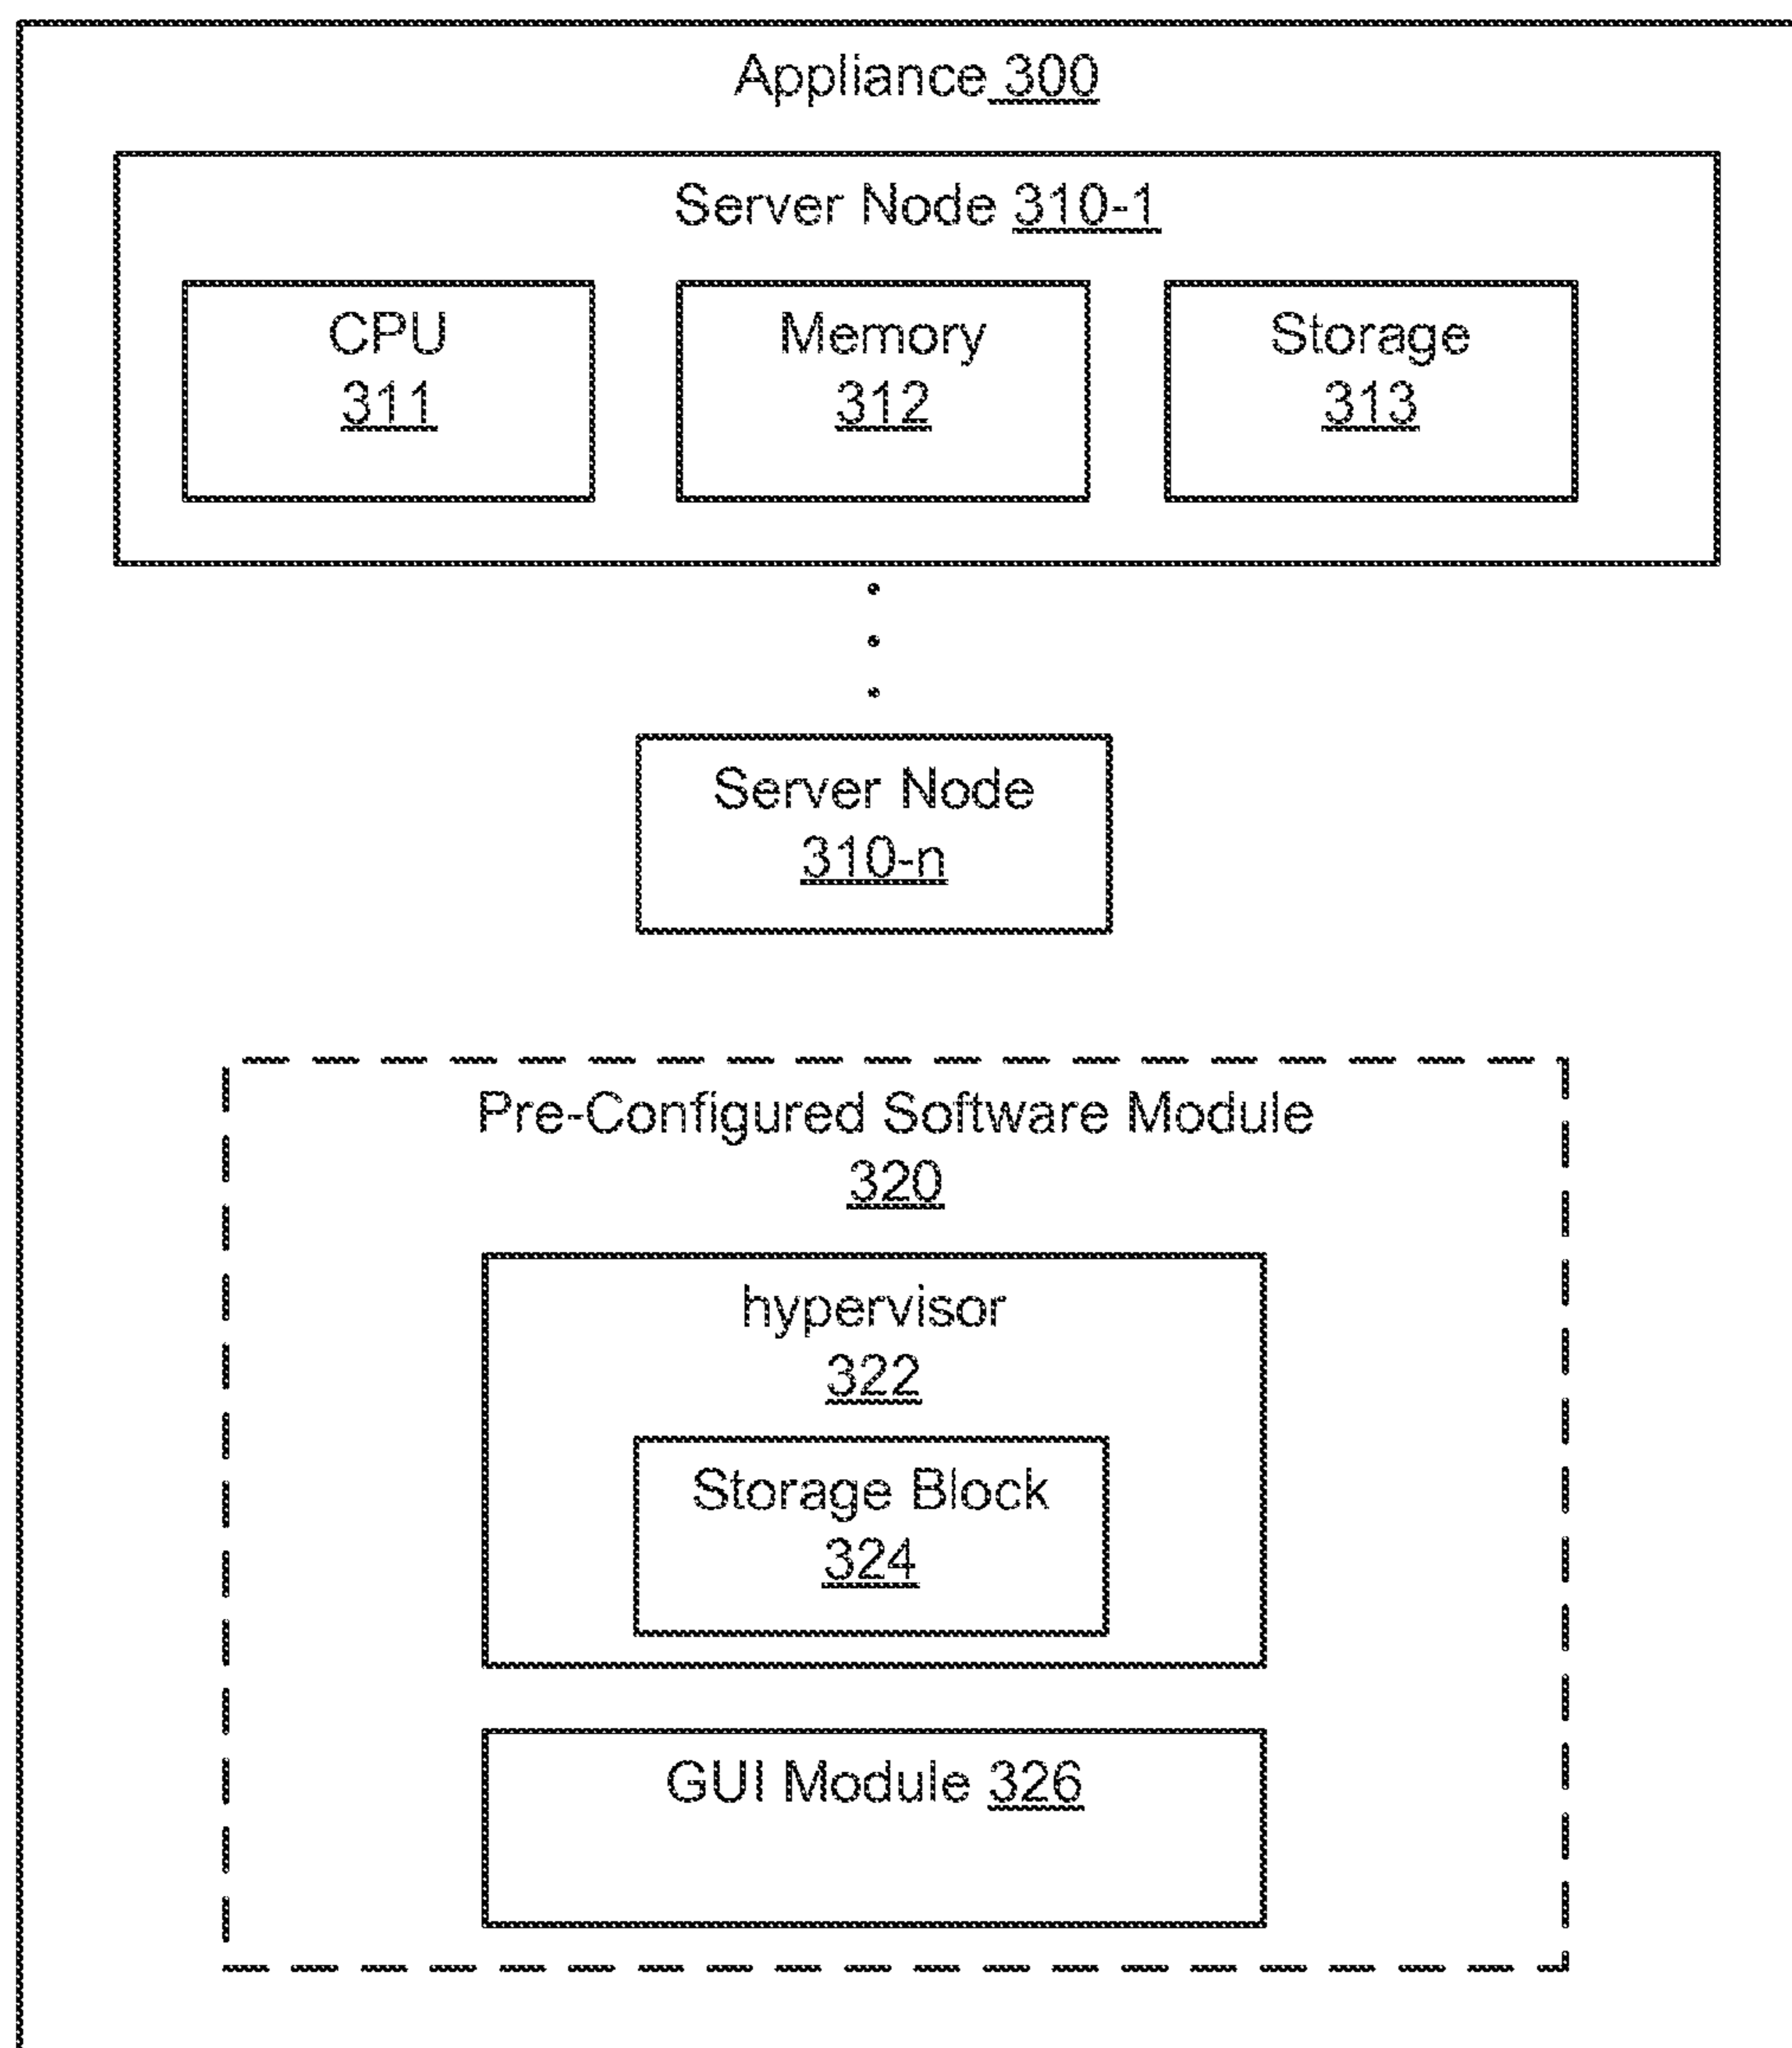 Appliance 300
Server Node 310-1
CPU
311
Memory
312
Storage
313
Server Node
310-n
Pre-Configured Software Module
320
hypervisor
322
Storage Block
324
GUI Module 326